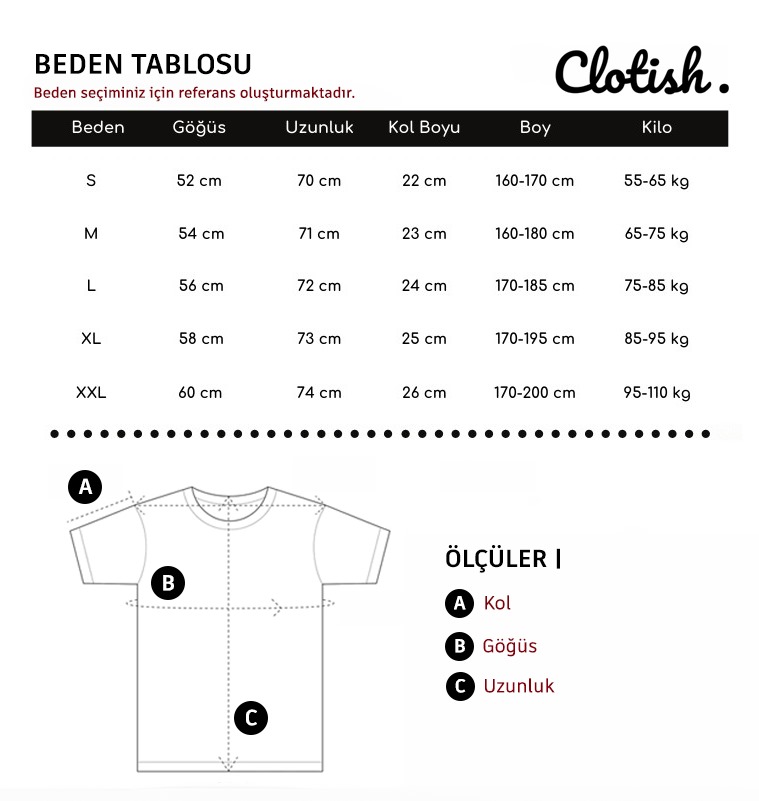 BEDEN TABLOSU
Clotish.
Beden seçiminiz için referans oluşturmaktadır.
Beden Göğüs Uzunluk Kol Boyu Boy Kilo
S 52 cm 70 cm 22 cm 160-170 cm 55-65 kg
M 54 cm 71 cm 23 cm 160-180 cm 65-75 kg
L 56 cm 72 cm 24 cm 170-185 cm 75-85 kg
XL 58 cm 73 cm 25 cm 170-195 cm 85-95 kg
XXL 60 cm 74 cm 26 cm 170-200 cm 95-110 kg
A
B
C
ÖLÇÜLER |
A Kol
B Göğüs
C Uzunluk